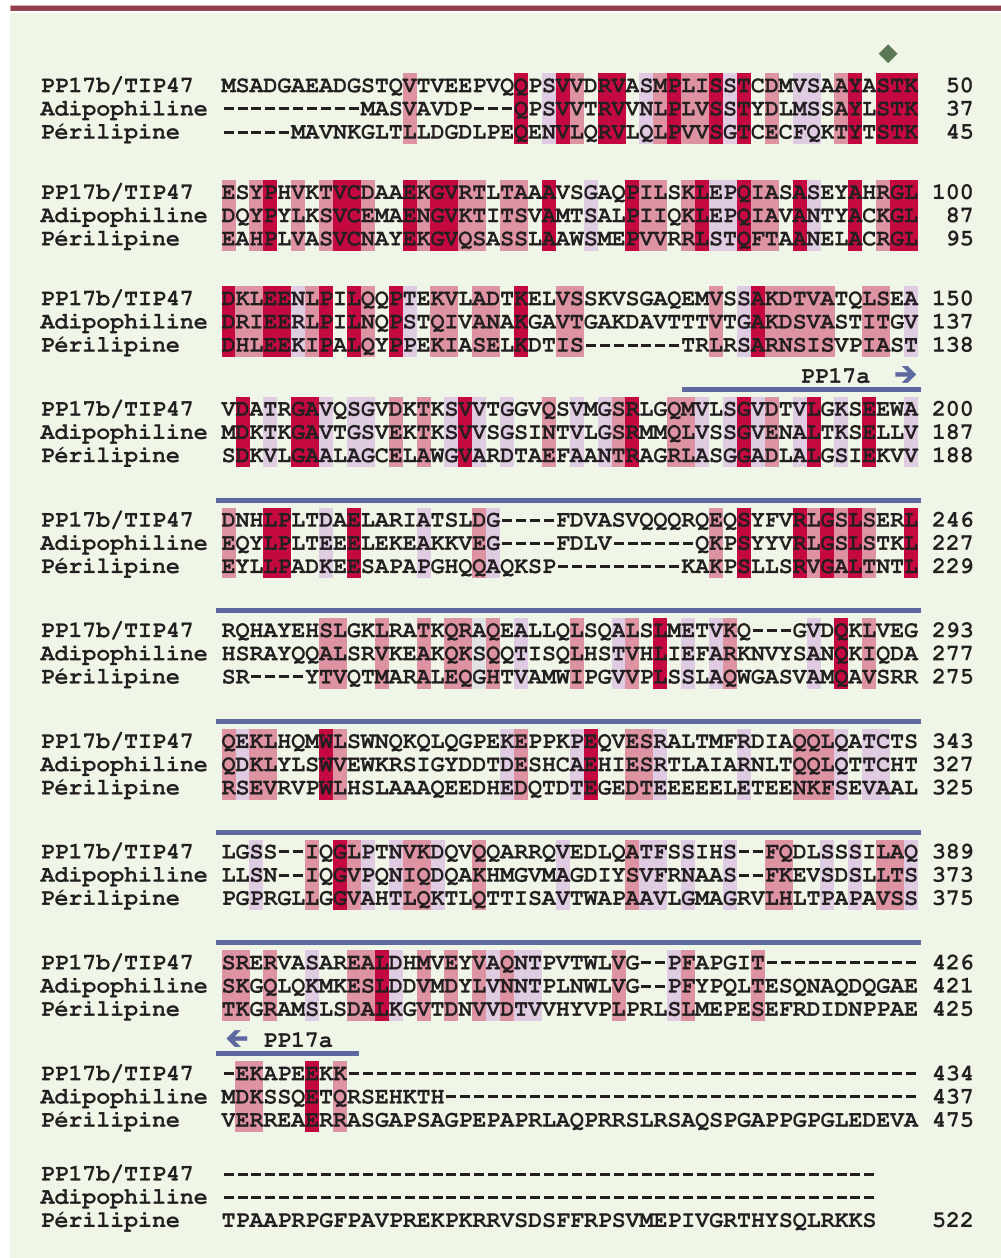 PP17b/TIP47 MSADGAEADGSTQVTVEEPVQQPSVVDRVASMPLISSTCDMVSAAYASTK 50
Adipophiline ----------MASVAVDP---QQPSVVTRVVNLPLVSSTYDLMSSAYLSTK 37
Périlipine -----MAVNKGLTLLDGDLPEQENVLQRVLQLPVVSGTCECFQKTYTSTK 45
PP17b/TIP47 ESYPHVKTVCDAAEKGVRTLTAAAVSGAQPILSKLEPQIASASEYAHRGL 100
Adipophiline DQYPYLKSVCEMAENGVKTITSVAMTSALPIIQKLEPQIAVANTYACKGL 87
Périlipine EAHPLVASVCNAYEKGVQSASSLAAWSMEPVVRRLSTQFTAANELACRGL 95
PP17b/TIP47 DKLEENLPILQQPTEKVLADTKELVSSKVSGAQEMVSSAKDTVATQLSEA 150
Adipophiline DRIEERLPILNQPSTQIVANAKGAVTGAKDAVTTTVTGAKDSVASTITGV 137
Périlipine DHLEEKIPALQYPPEKIASELKDTIS-------TRLRSARNSISVPIAST 138
PP17a →
PP17b/TIP47 VDATRGAVQSGVDKTKSVVTGGVQSVMGSRLGQMVLSGVDTVLGKSEEWA 200
Adipophiline MDKTKGAVTGSVEKTKSVVSGSINTVLGSRMMQLVSSGVENALTKSELLV 187
Périlipine SDKVLGAALAGCELAWGVARDTAEFAANTRAGRLASGGADLALGSIEKVV 188
PP17b/TIP47 DNHLPLTDAELARIATSLDG----FDVASVQQQRQEQSYFVRLGSLSERL 246
Adipophiline EQYLPLTEEELEKEAKKVEG----FDLV------QKPSYYVRLGSLSTKL 227
Périlipine EYLLPADKEESAPAPGHQQAQKSP---------KAKPSLLSRVGALTNTL 229
PP17b/TIP47 RQHAYEHSLGKLRATKQRAQEALLQLSQALSLMETVKQ---GVDQKLVEG 293
Adipophiline HSRAYQQALSRVKEAKQKSQQTISQLHSTVHLIEFARKNVYSANQKIQDA 277
Périlipine SR----YTVQTMARALEQGHTVAMWIPGVVPLSSLAQWGASVAMQAVSRR 275
PP17b/TIP47 QEKLHQMWLSWNQKQLQGPEKEPPKPEQVESRALTMFRDIAQQLQATCTS 343
Adipophiline QDKLYLSWVEWKRSIGYDDTDESHCAEHIESRTLAIARNLTQQLQTTCHT 327
Périlipine RSEVRVPWLHSLAAAQEEDHEDQTDTEGEDTEEEEELETEENKFSEVAAL 325
PP17b/TIP47 LGSS--IQGLPTNVKDQVQQARRQVEDLQATFSSIHS--FQDLSSSILAQ 389
Adipophiline LLSN--IQGVPQNIQDQAKHMGVMAGDIYSVFRNAAS--FKEVSDSLLTS 373
Périlipine PGPRGLLGGVAHTLQKTLQTTISAVTWAPAAVLGMAGRVLHLTPAPAVSS 375
PP17b/TIP47 SRERVASAREALDHMVEYVAQNTPVTWLVG--PFAPGIT----------- 426
Adipophiline SKGQLQKMKESLDDVMDYLVNNTPLNWLVG--PFYPQLTESQNAQDQGAE 421
Périlipine TKGRAMSLSDALKGVTDNVVDTVVHYVPLPRLSLMEPESEFRDIDNPPAE 425
← PP17a
PP17b/TIP47 -EKAPEEKK----------------------------------------- 434
Adipophiline MDKSSQETQRSEHKTH---------------------------------- 437
Périlipine VERREAERRASGAPSAGPEPAPRLAQPRRSLRSAQSPGAPPGPGLEDEVA 475
PP17b/TIP47 -----------------------------------------------
Adipophiline -----------------------------------------------
Périlipine TPAAPRPGFPAVPREKPKRRVSDSFFRPSVMEPIVGRTHYSQLRKKS 522